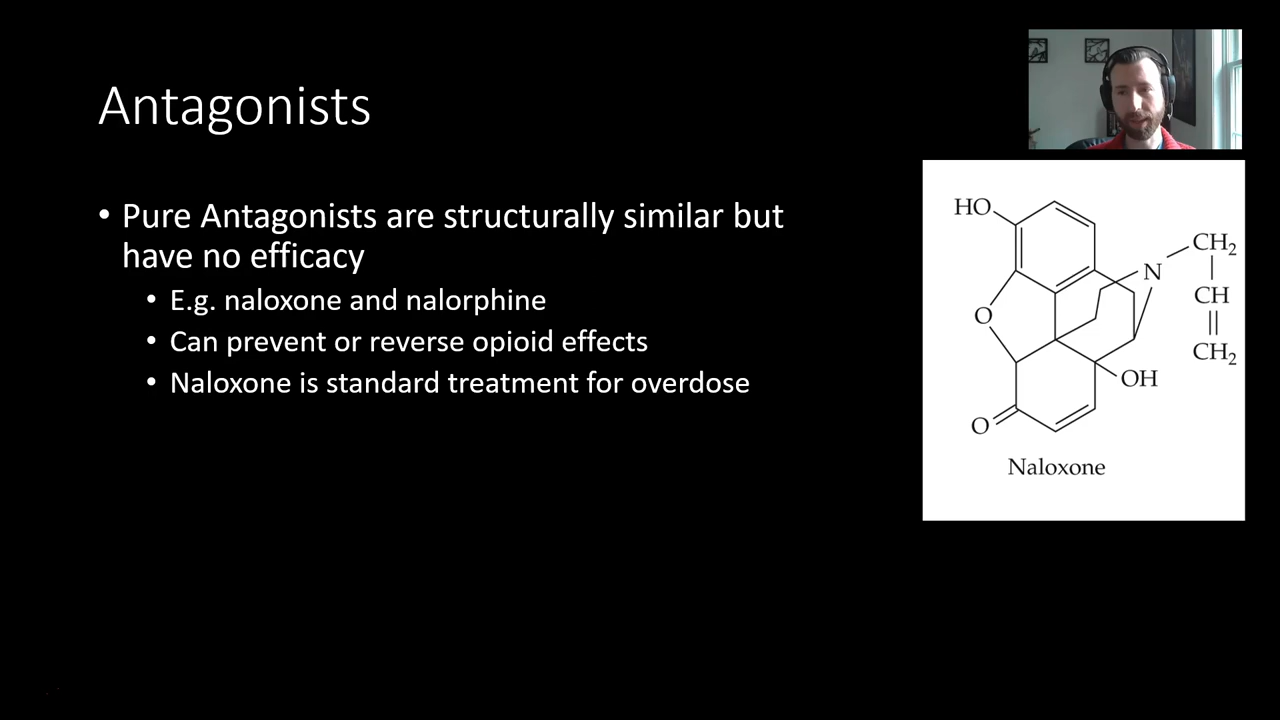 Antagonists
• Pure Antagonists are structurally similar but
have no efficacy
• E.g. naloxone and nalorphine
• Can prevent or reverse opioid effects
• Naloxone is standard treatment for overdose
HO
N
CH₂
CH
CH₂
O
OH
O
Naloxone